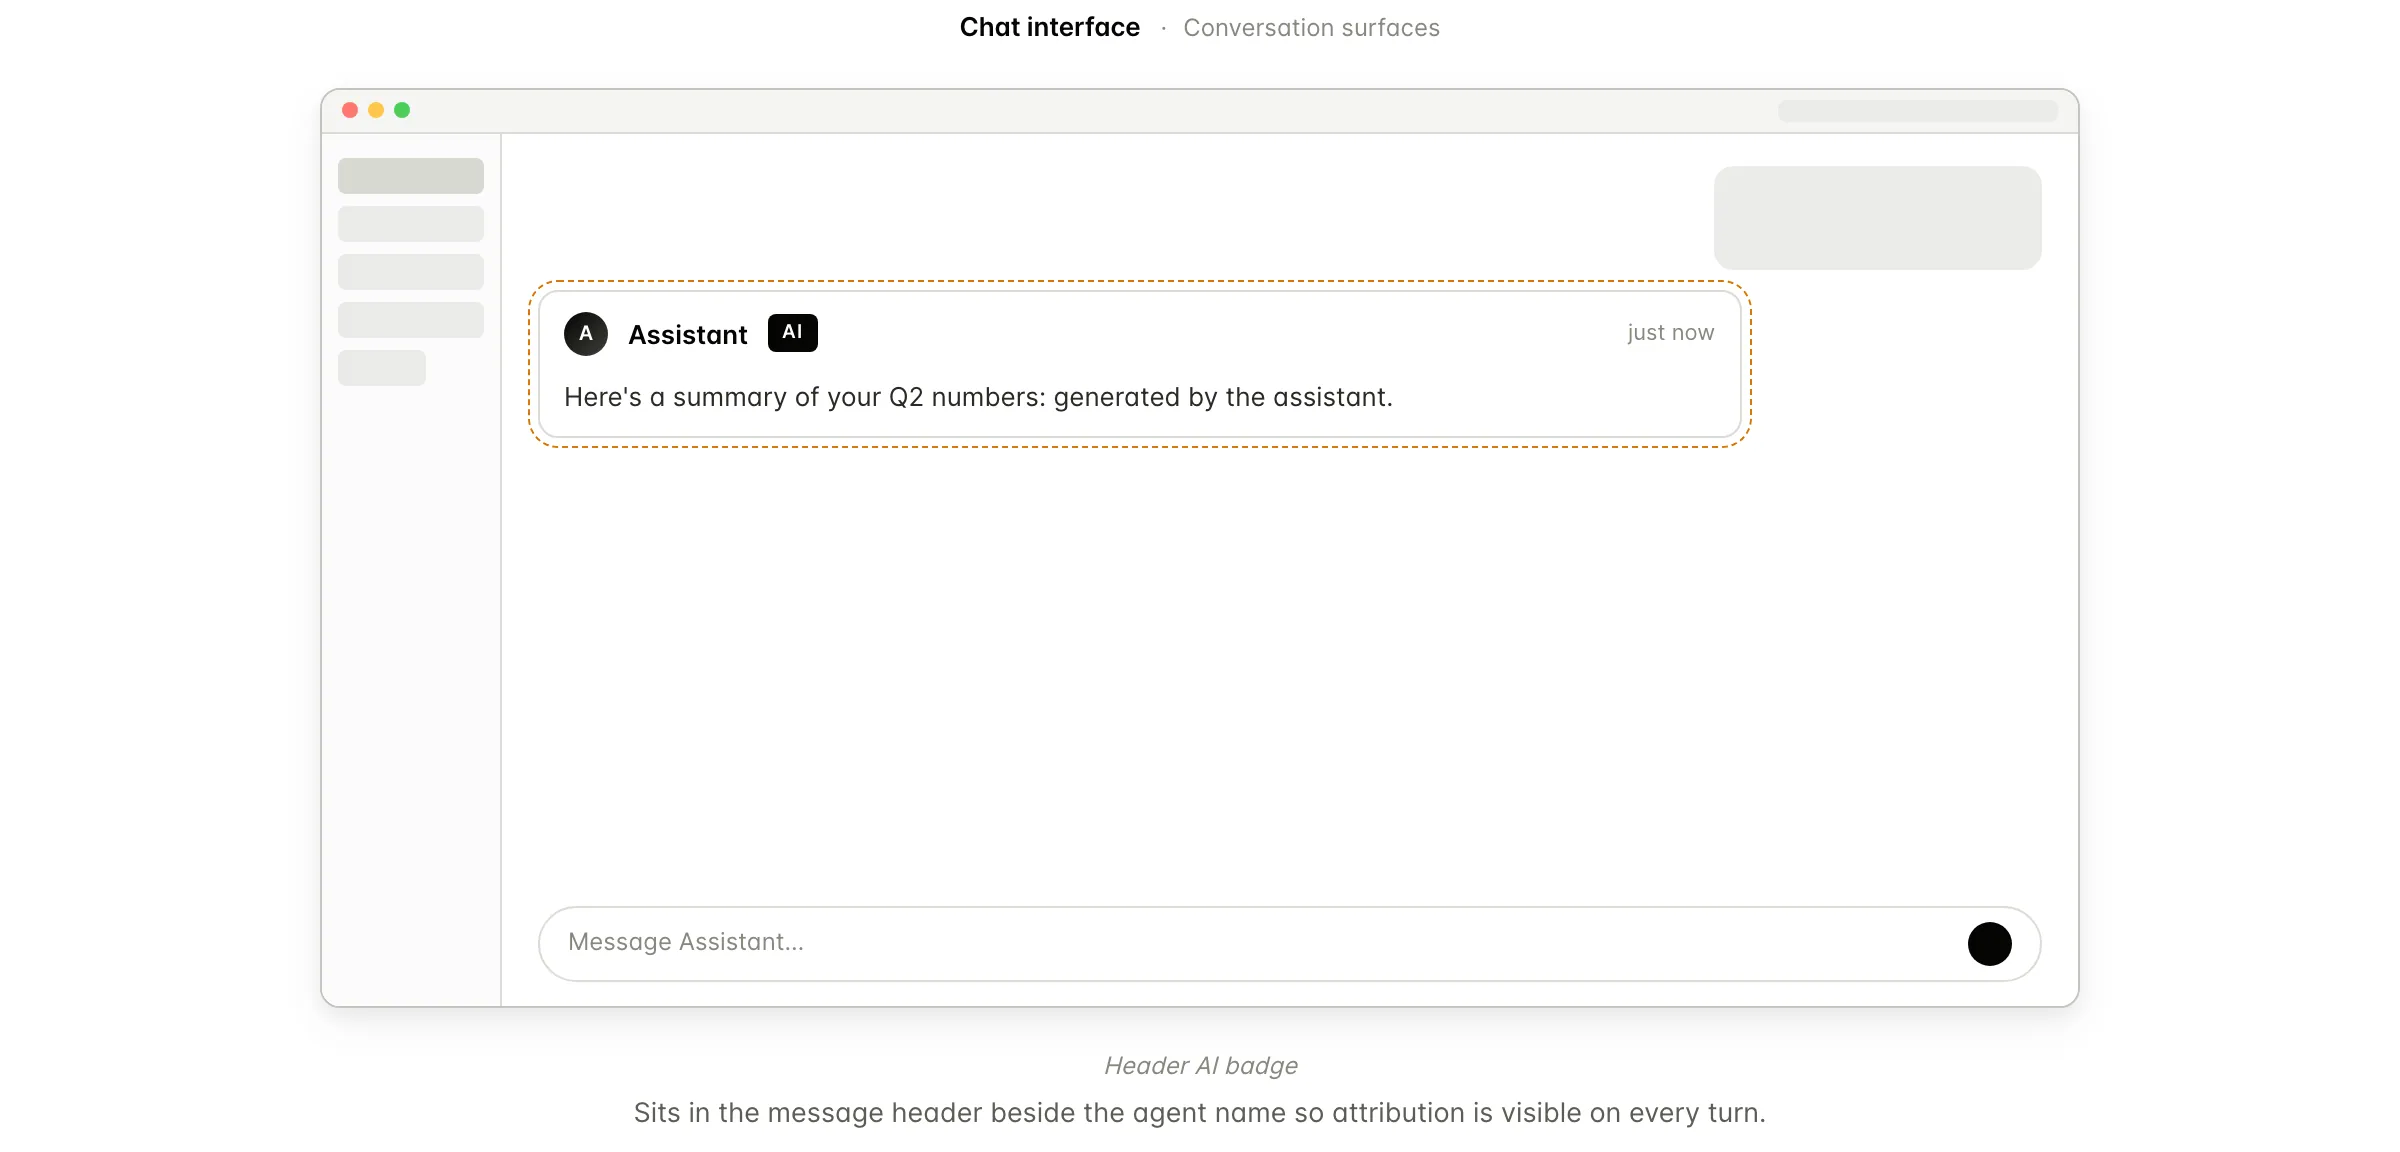 Chat interface · Conversation surfaces
A Assistant AI just now
Here's a summary of your Q2 numbers: generated by the assistant.
Message Assistant...
Header AI badge
Sits in the message header beside the agent name so attribution is visible on every turn.